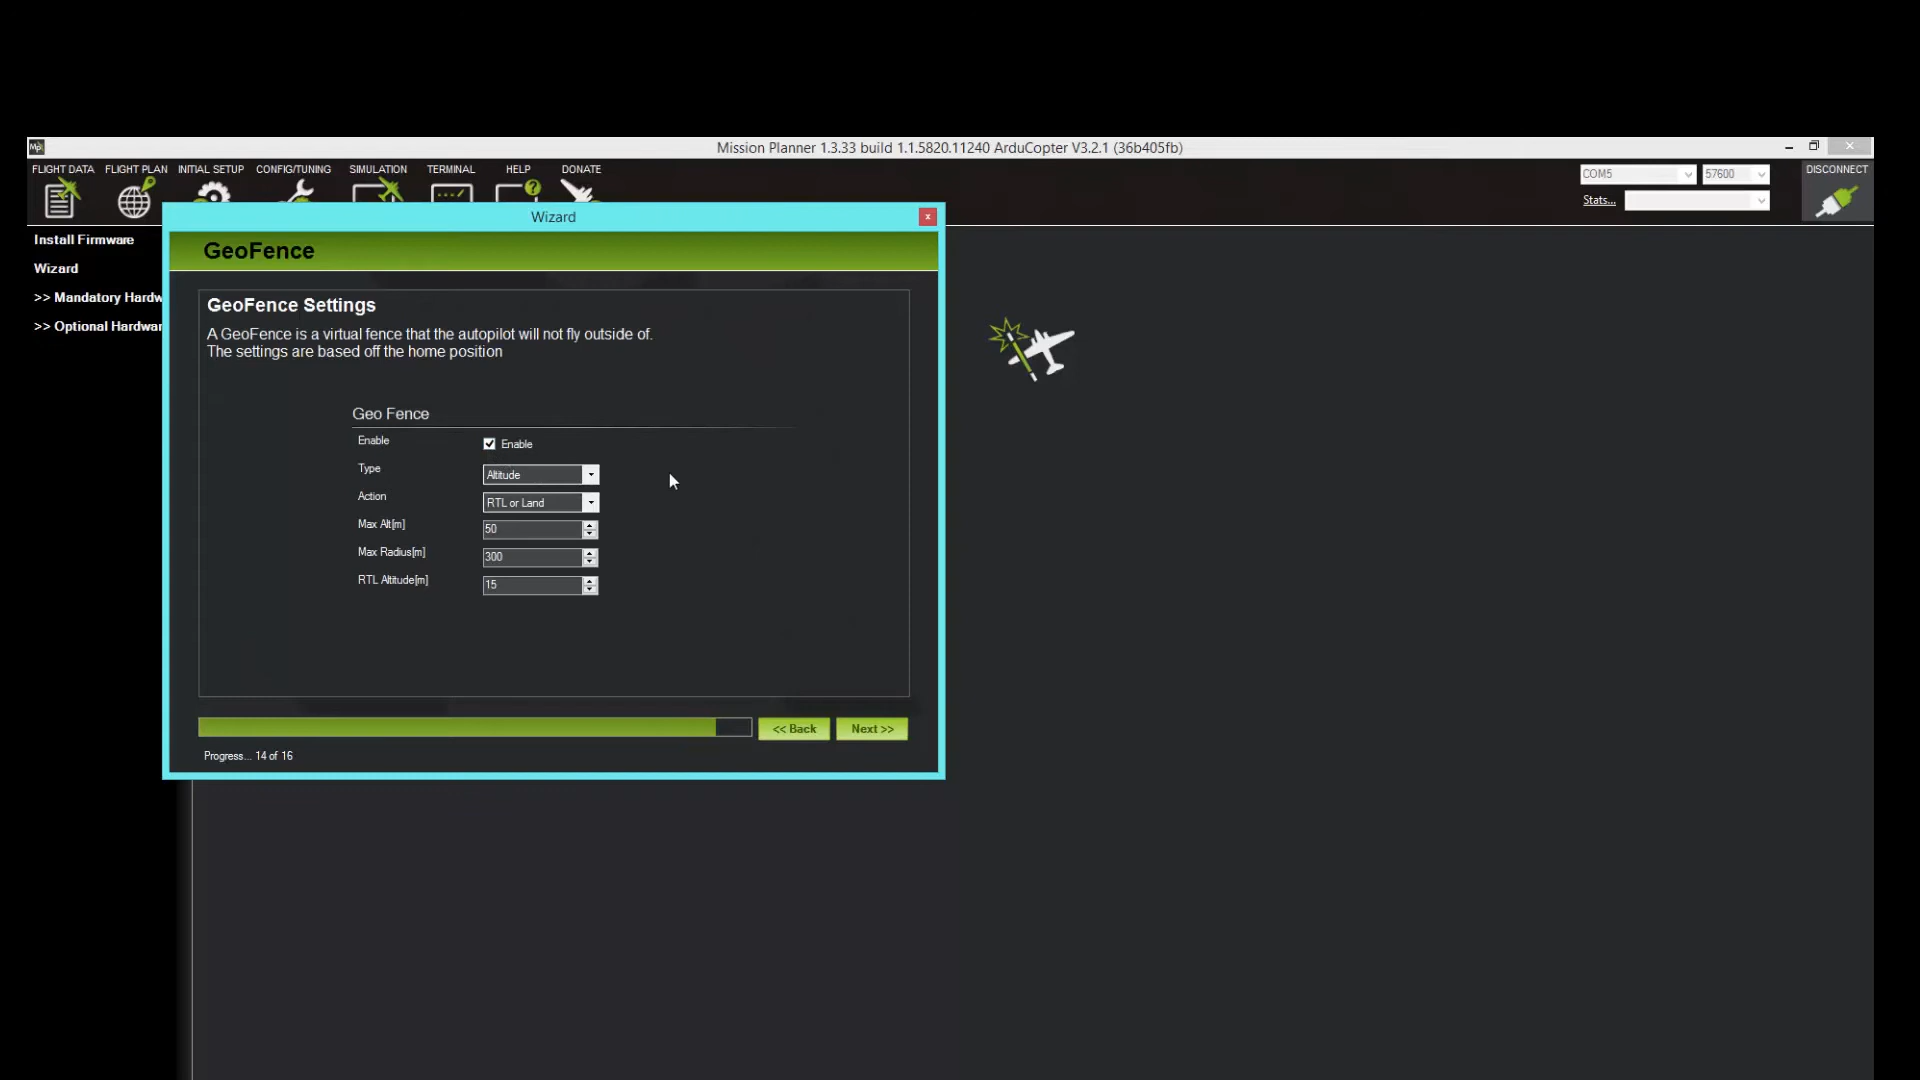 Mission Planner 1.3.33 build 1.1.5820.11240 ArduCopter V3.2.1 (36b405fb)
FLIGHT DATA FLIGHT PLAN INITIAL SETUP CONFIG/TUNING SIMULATION TERMINAL HELP DONATE
COM5 57600 DISCONNECT
Stats...
Install Firmware
Wizard
>> Mandatory Hardw
>> Optional Hardwar
Wizard
GeoFence
GeoFence Settings
A GeoFence is a virtual fence that the autopilot will not fly outside of.
The settings are based off the home position
Geo Fence
Enable Enable
Type Altitude
Action RTL or Land
Max Alt[m] 50
Max Radius[m] 300
RTL Altitude[m] 15
<< Back Next >>
Progress... 14 of 16